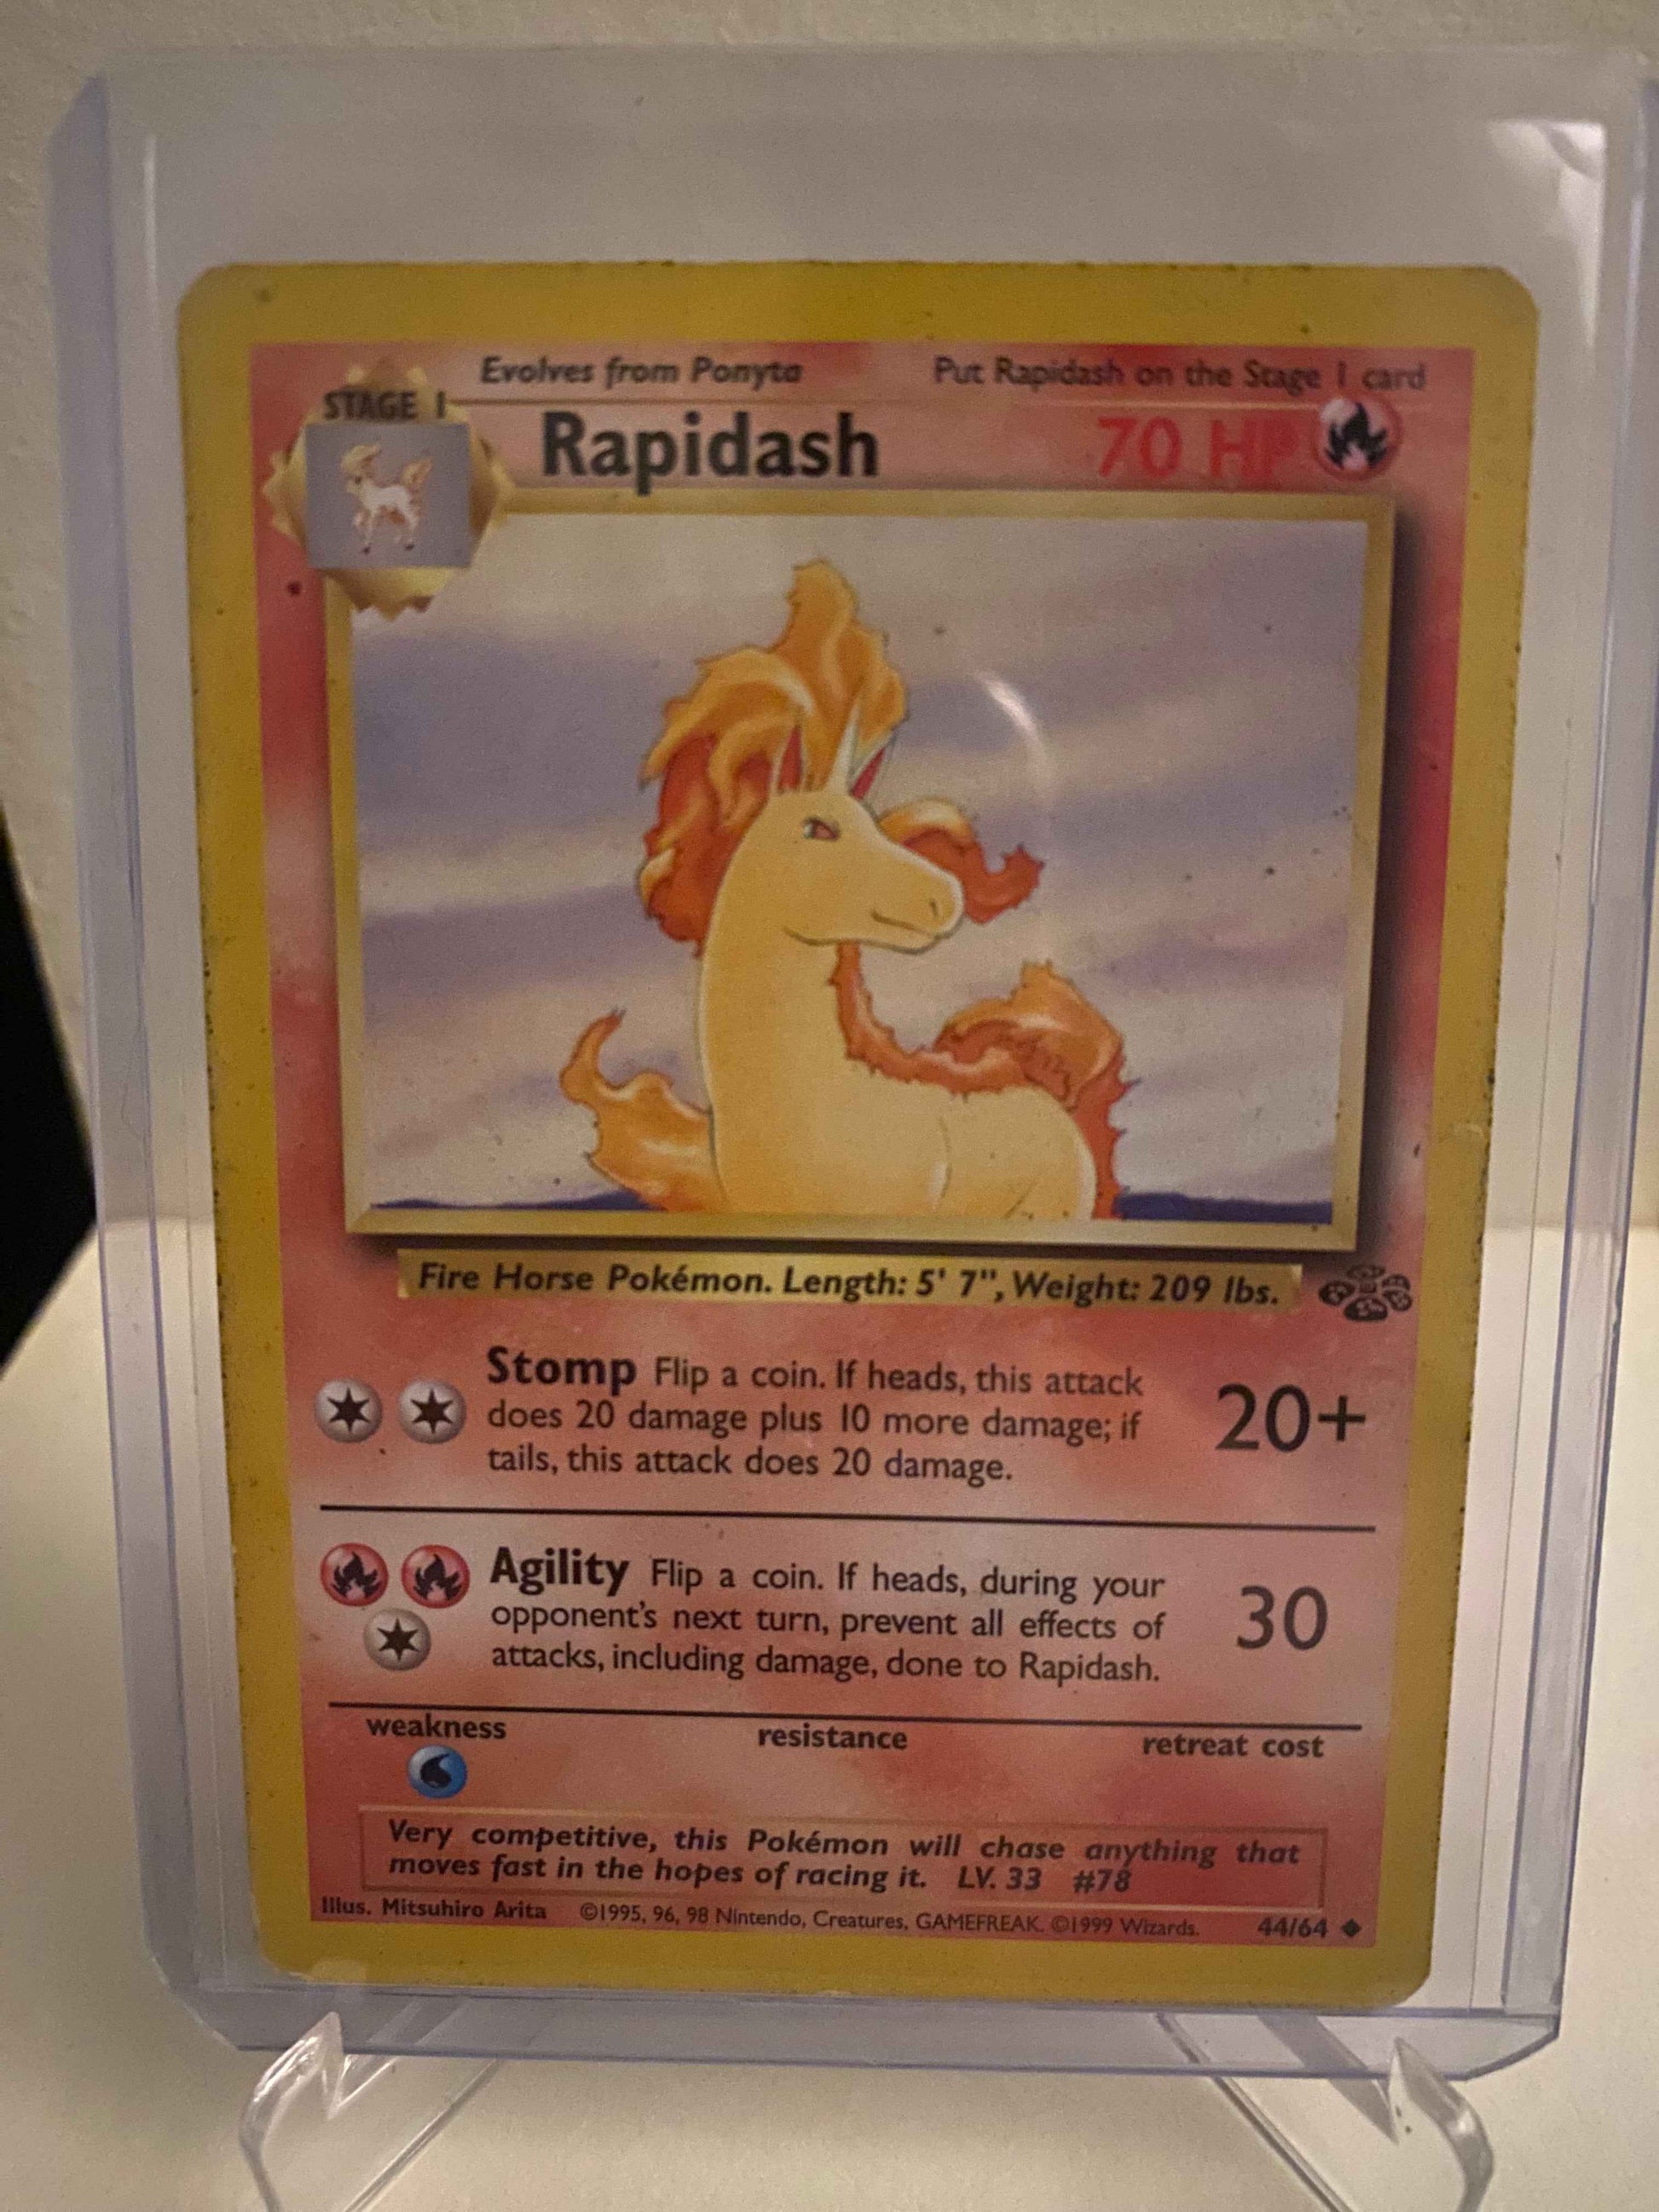 Evolves from Ponyta
Put Rapidash on the Stage 1 card
STAGE 1
Rapidash
70 HP
Fire Horse Pokémon. Length: 5' 7", Weight: 209 lbs.
Stomp Flip a coin. If heads, this attack
does 20 damage plus 10 more damage; if
tails, this attack does 20 damage.
20+
Agility Flip a coin. If heads, during your
opponent's next turn, prevent all effects of
attacks, including damage, done to Rapidash.
30
weakness
resistance
retreat cost
Very competitive, this Pokémon will chase anything that
moves fast in the hopes of racing it. LV. 33 #78
Illus. Mitsuhiro Arita ©1995, 96, 98 Nintendo, Creatures, GAMEFREAK. ©1999 Wizards. 44/64 ◆